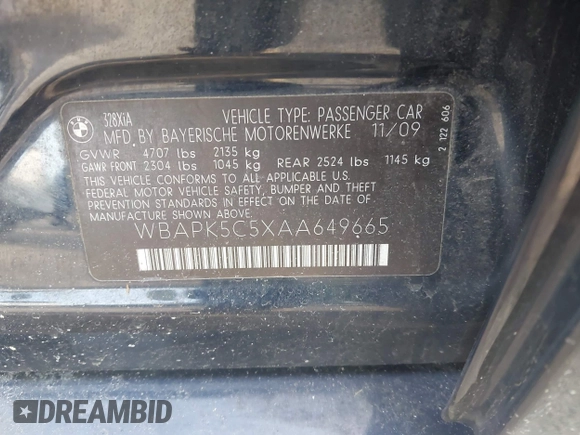 BMW
328XiA
VEHICLE TYPE: PASSENGER CAR
MFD. BY BAYERISCHE MOTORENWERKE 11/09
GVWR 4707 lbs 2135 kg
GAWR FRONT 2304 lbs 1045 kg REAR 2524 lbs 1145 kg
THIS VEHICLE CONFORMS TO ALL APPLICABLE U.S.
FEDERAL MOTOR VEHICLE SAFETY, BUMPER AND THEFT
PREVENTION STANDARDS IN EFFECT ON THE DATE OF
MANUFACTURE SHOWN ABOVE.
WBAPK5C5XAA649665
2 122 606
DREAMBID